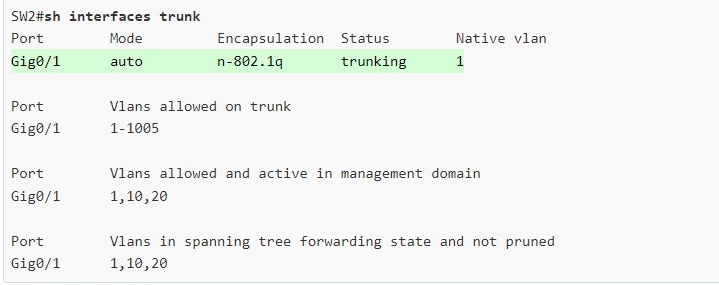 SW2#sh interfaces trunk
Port Mode Encapsulation Status Native vlan
Gig0/1 auto n-802.1q trunking 1
Port Vlans allowed on trunk
Gig0/1 1-1005
Port Vlans allowed and active in management domain
Gig0/1 1,10,20
Port Vlans in spanning tree forwarding state and not pruned
Gig0/1 1,10,20